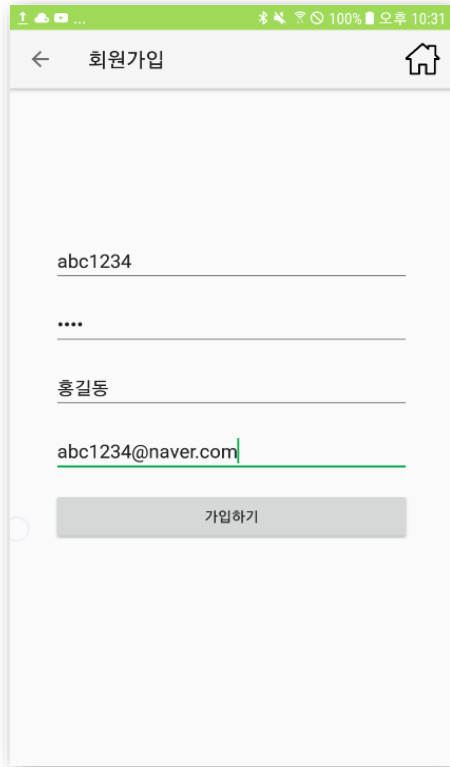 ... 100% 오후 10:31
회원가입
abc1234
••••
홍길동
abc1234@naver.com
가입하기